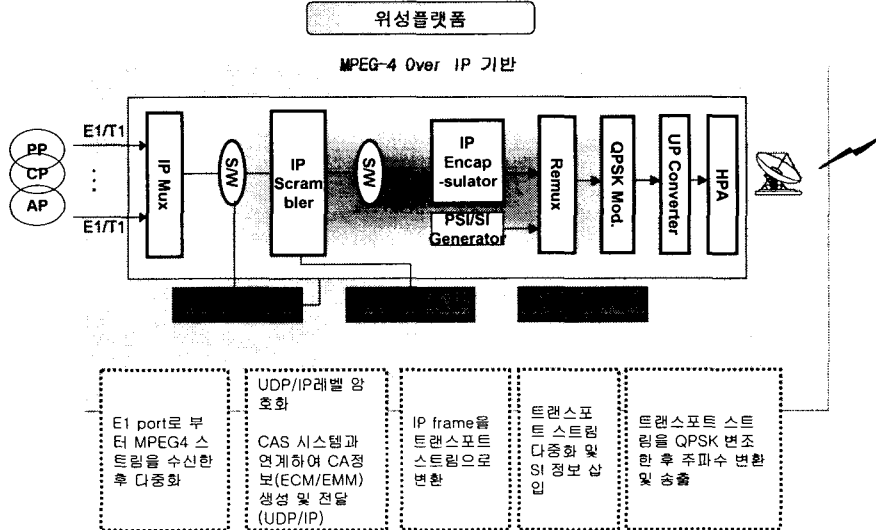 위성플랫폼
MPEG-4 Over IP 기반
PP
CP
AP
E1/T1
E1/T1
IP Mux
S/W
IP
Scram
bler
S/W
IP
Encap
-sulator
PSI/SI
Generator
Remux
QPSK Mod.
UP Converter
HPA
E1 port로 부
터 MPEG4 스
트림을 수신한
후 다중화
UDP/IP레벨 암
호화
CAS 시스템과
연계하여 CA정
보(ECM/EMM)
생성 및 전달
(UDP/IP)
IP frame을
트랜스포트
스트림으로
변환
트랜스포
트 스트림
다중화 및
SI 정보 삽
입
트랜스포트 스트
림을 QPSK 변조
한 후 주파수 변환
및 송출